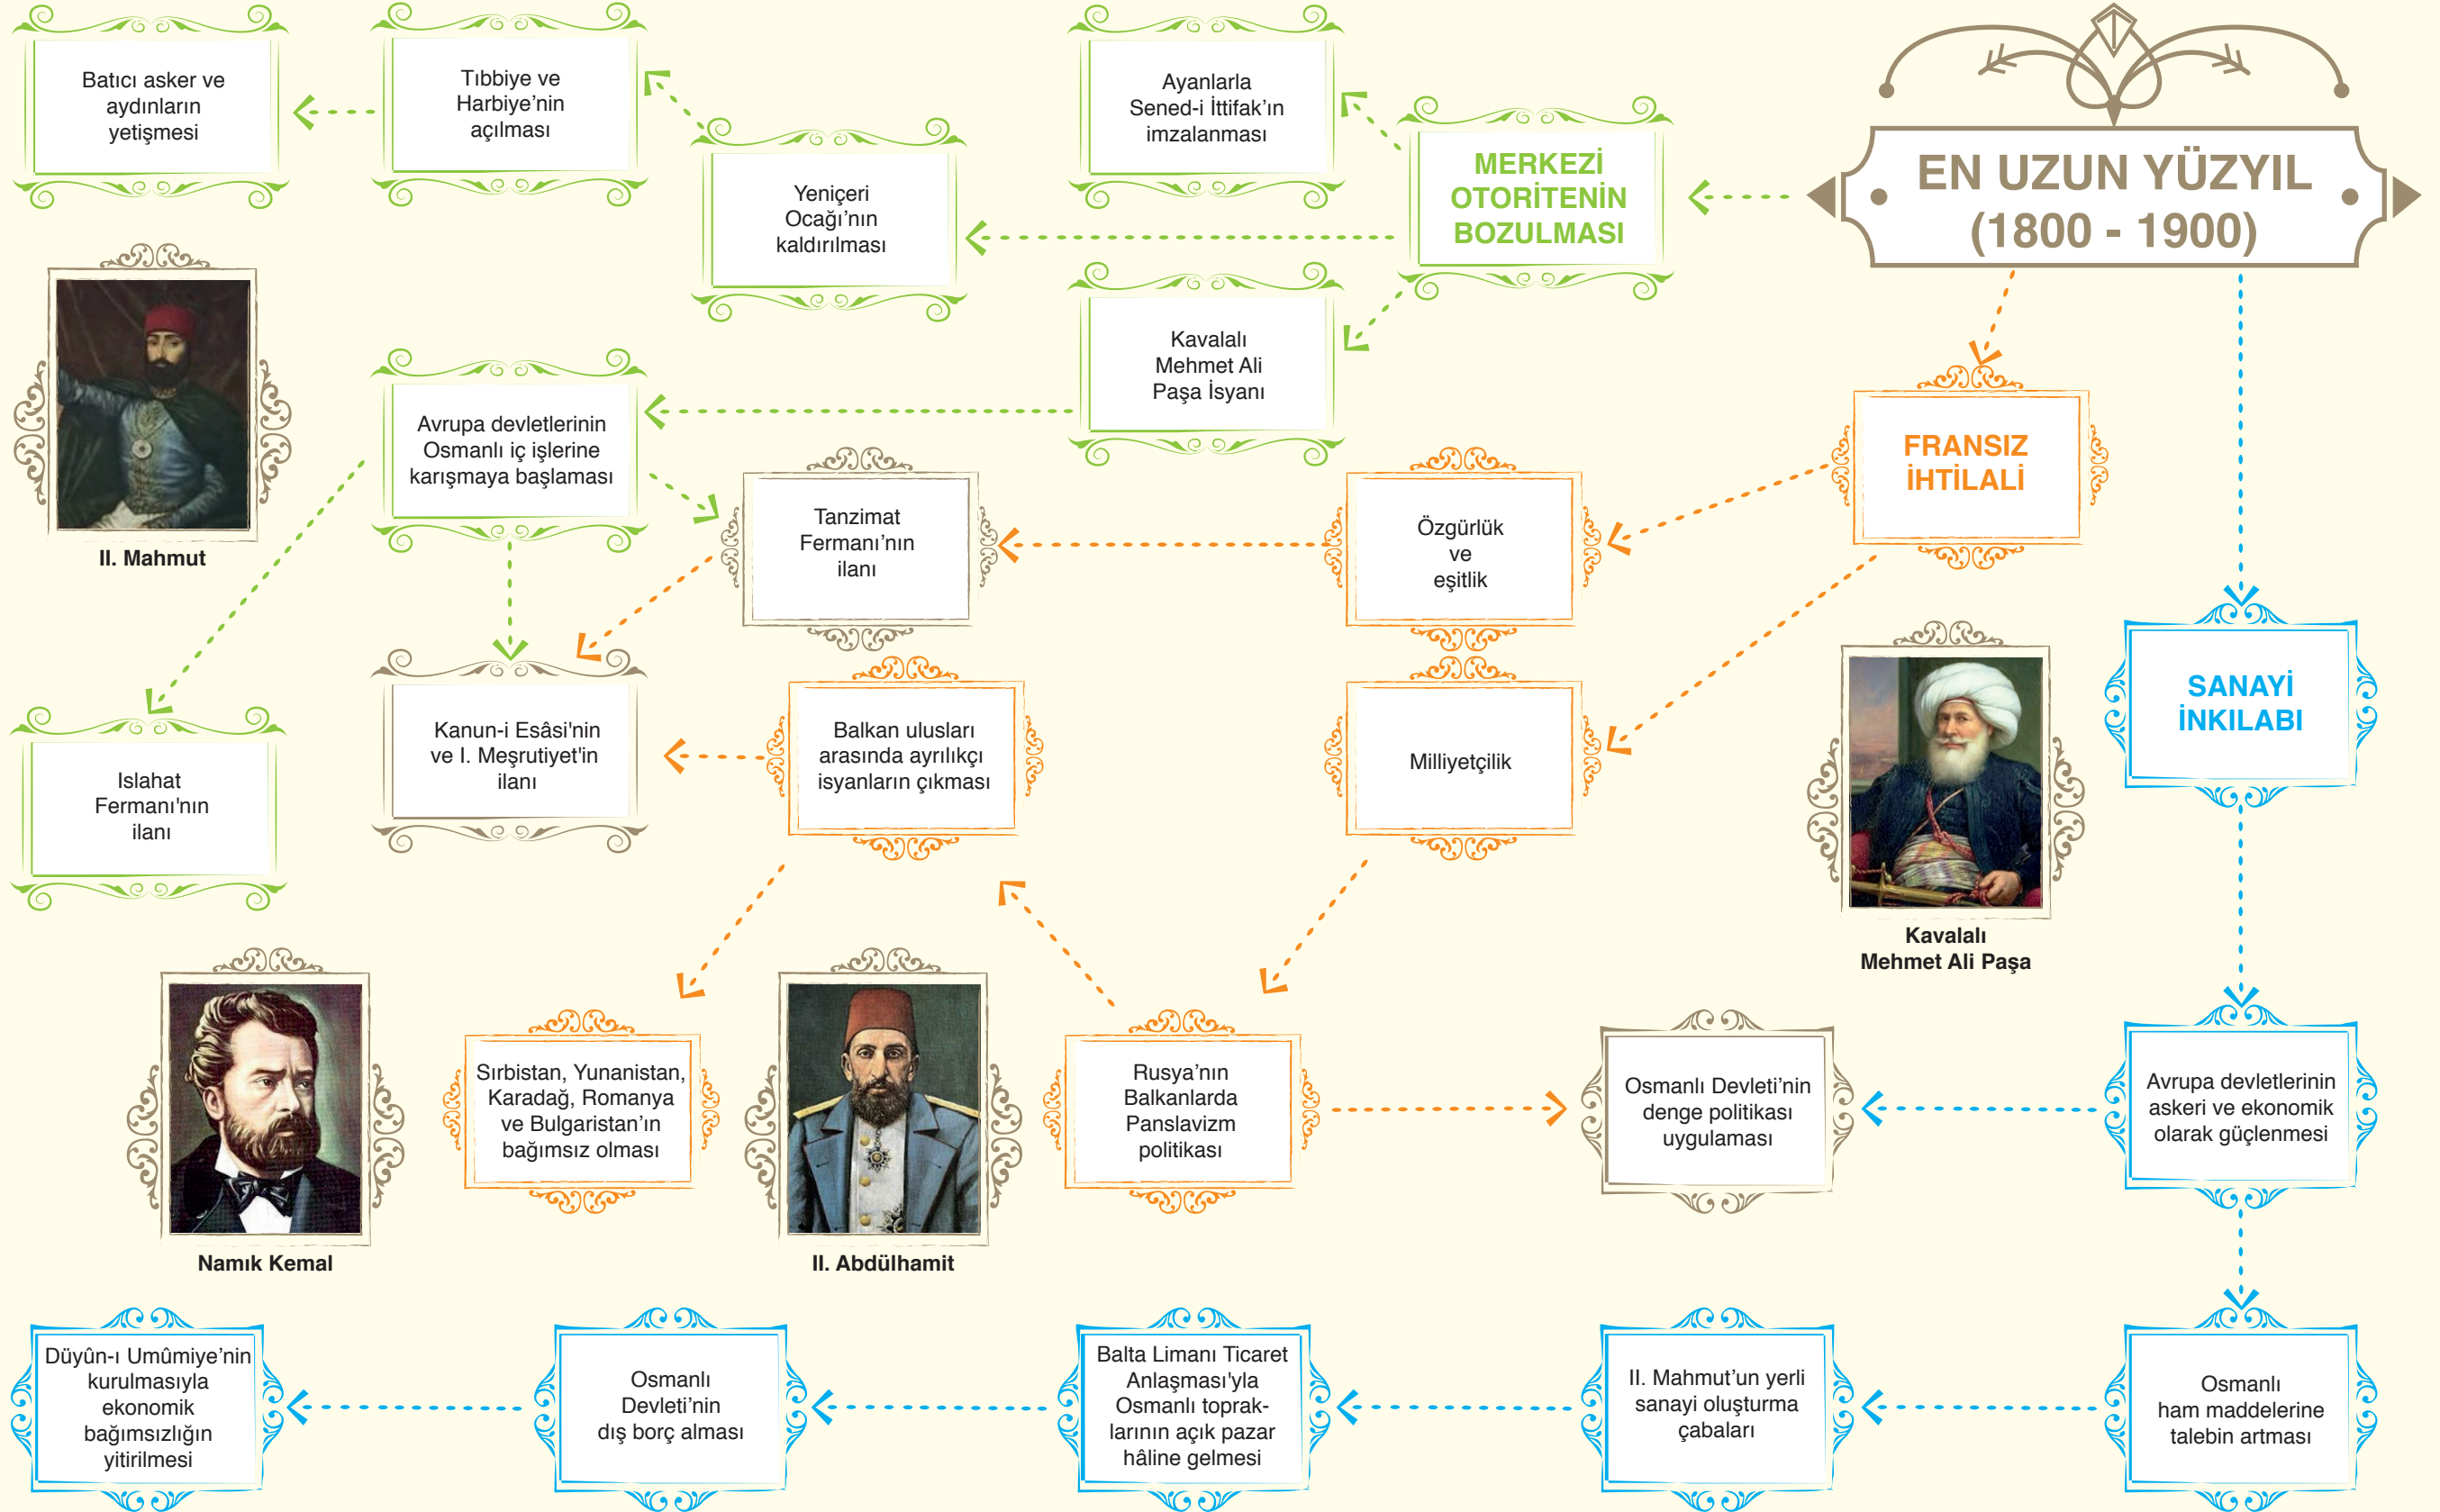 EN UZUN YÜZYIL
(1800 - 1900)
MERKEZİ
OTORİTENİN
BOZULMASI
Ayanlarla
Sened-i İttifak’ın
imzalanması
Yeniçeri
Ocağı’nın
kaldırılması
Tıbbiye ve
Harbiye’nin
açılması
Batıcı asker ve
aydınların
yetişmesi
Kavalalı
Mehmet Ali
Paşa İsyanı
Avrupa devletlerinin
Osmanlı iç işlerine
karışmaya başlaması
II. Mahmut
FRANSIZ
İHTİLALİ
Özgürlük
ve
eşitlik
Tanzimat
Fermanı’nın
ilanı
Milliyetçilik
Balkan ulusları
arasında ayrılıkçı
isyanların çıkması
Kanun-i Esâsi'nin
ve I. Meşrutiyet'in
ilanı
Islahat
Fermanı'nın
ilanı
SANAYİ
İNKILABI
Kavalalı
Mehmet Ali Paşa
Namık Kemal
Sırbistan, Yunanistan,
Karadağ, Romanya
ve Bulgaristan’ın
bağımsız olması
II. Abdülhamit
Rusya’nın
Balkanlarda
Panslavizm
politikası
Osmanlı Devleti’nin
denge politikası
uygulaması
Avrupa devletlerinin
askeri ve ekonomik
olarak güçlenmesi
Osmanlı
ham maddelerine
talebin artması
II. Mahmut’un yerli
sanayi oluşturma
çabaları
Balta Limanı Ticaret
Anlaşması'yla
Osmanlı toprak-
larının açık pazar
hâline gelmesi
Osmanlı
Devleti’nin
dış borç alması
Düyûn-ı Umûmiye’nin
kurulmasıyla
ekonomik
bağımsızlığın
yitirilmesi